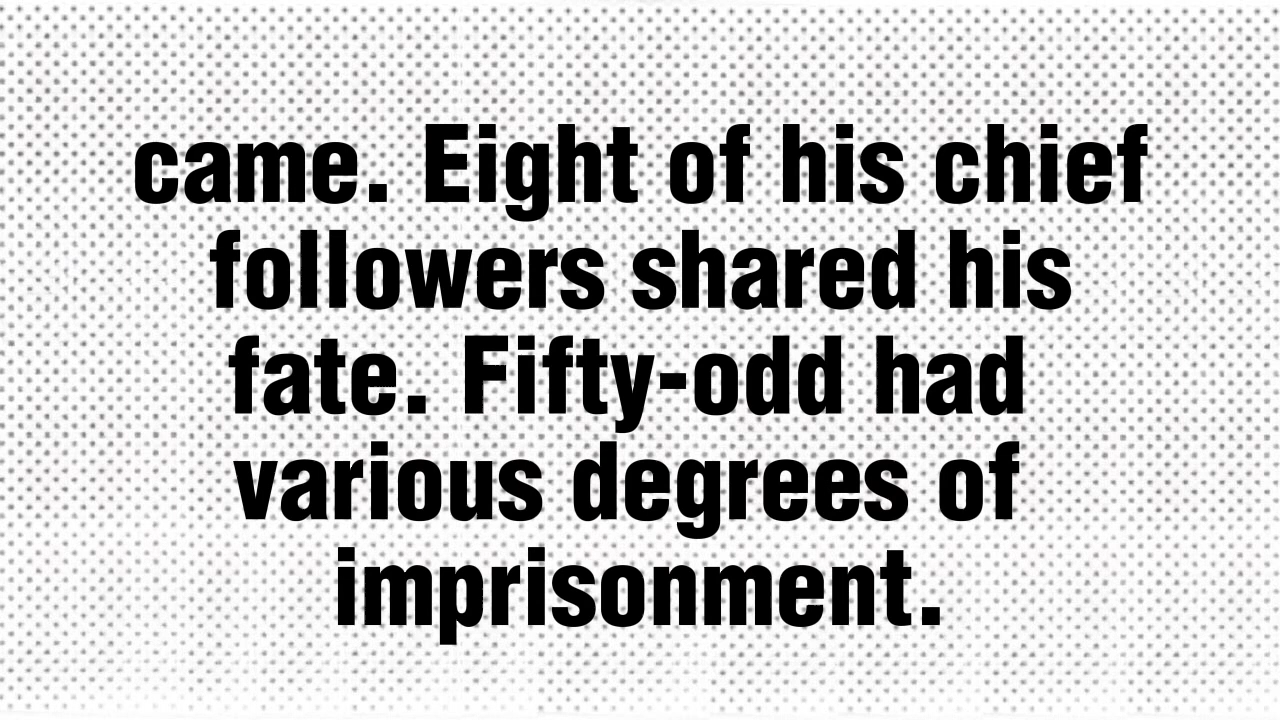 came. Eight of his chief
followers shared his
fate. Fifty-odd had
various degrees of
imprisonment.